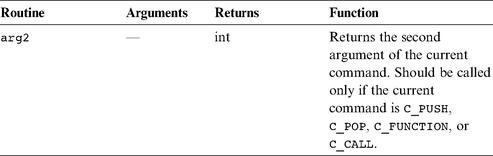 Routine Arguments Returns Function
arg2 — int Returns the second
argument of the current
command. Should be called
only if the current
command is C_PUSH,
C_POP, C_FUNCTION, or
C_CALL.